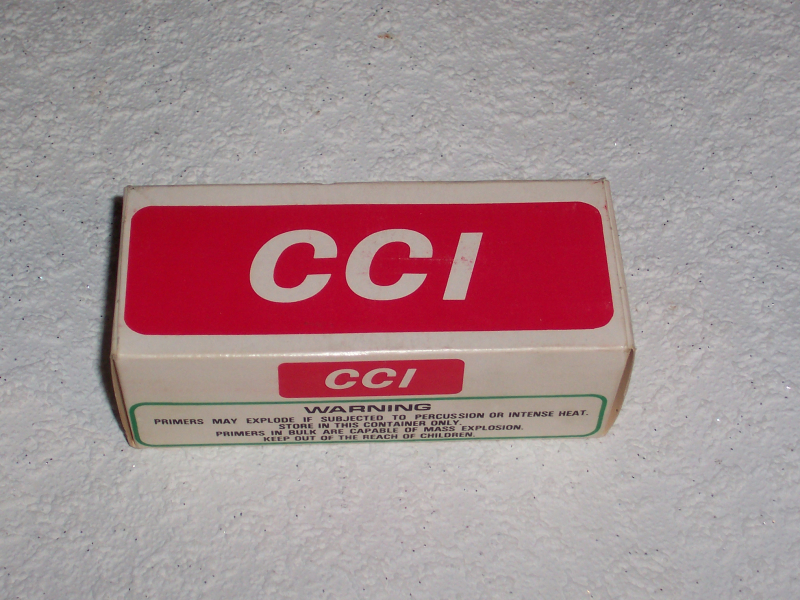 CCI
CCI
WARNING
PRIMERS MAY EXPLODE IF SUBJECTED TO PERCUSSION OR INTENSE HEAT.
STORE IN THIS CONTAINER ONLY.
PRIMERS IN BULK ARE CAPABLE OF MASS EXPLOSION.
KEEP OUT OF THE REACH OF CHILDREN.